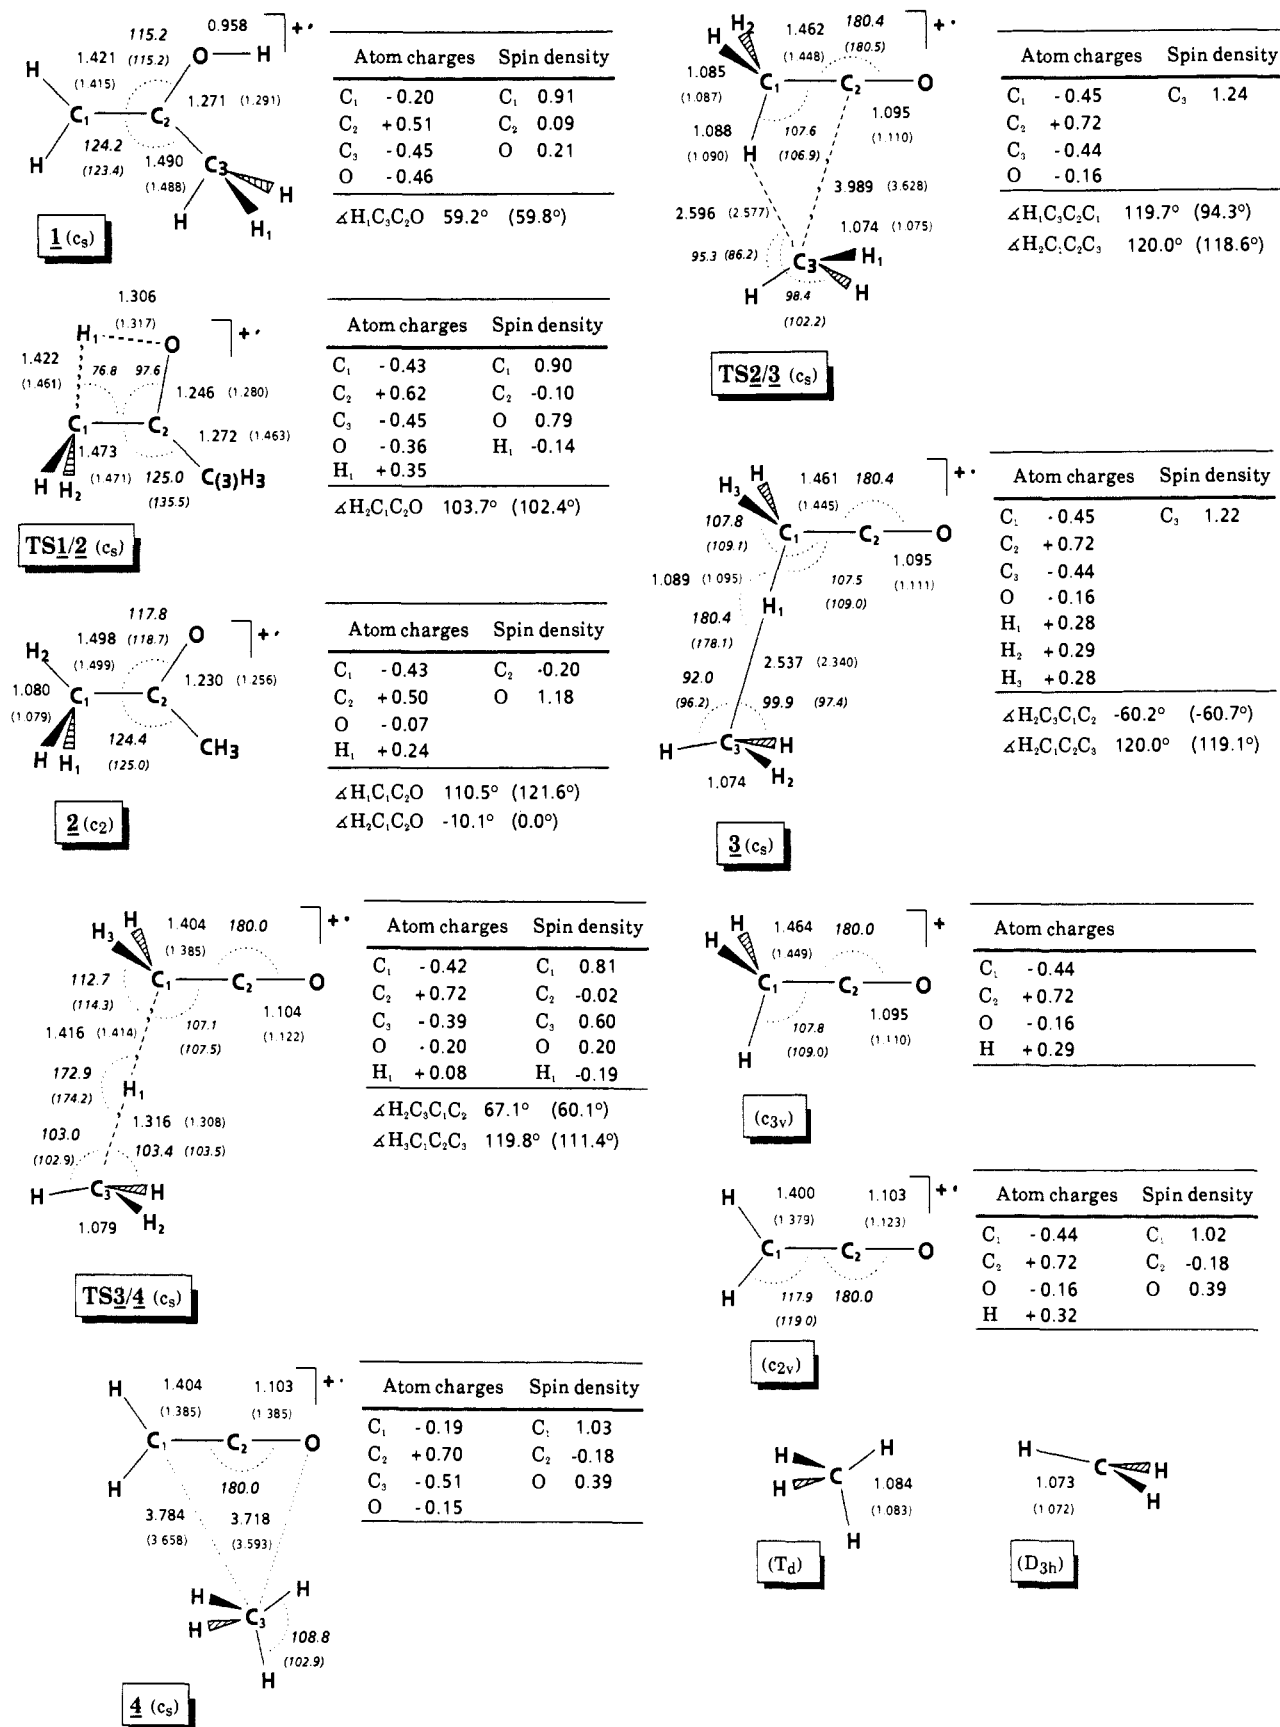 115.2
(115.2)
0.958
+·
1.421
(1.415)
O
H
H
C₁
C₂
1.271 (1.291)
H
124.2
(123.4)
1.490
(1.488)
C3
H
H
H₁
1 (cₛ)
Atom charges Spin density
C₁ -0.20 C₁ 0.91
C₂ +0.51 C₂ 0.09
C₃ -0.45 O 0.21
O -0.46
∡H₁C₃C₂O 59.2° (59.8°)
1.306
(1.317)
H₁
O
+·
1.422
(1.461)
76.8
97.6
1.246 (1.280)
C₁
C₂
1.272 (1.463)
1.473
(1.471)
H
H₂
125.0
(135.5)
C(3)H3
TS1/2 (cₛ)
Atom charges Spin density
C₁ -0.43 C₁ 0.90
C₂ +0.62 C₂ -0.10
C₃ -0.45 O 0.79
O -0.36 H₁ -0.14
H₁ +0.35
∡H₂C₁C₂O 103.7° (102.4°)
117.8
(118.7)
O
+·
H₂
1.498
(1.499)
1.230 (1.256)
1.080
(1.079)
C₁
C₂
H
H₁
124.4
(125.0)
CH3
2 (c₂)
Atom charges Spin density
C₁ -0.43 C₂ -0.20
C₂ +0.50 O 1.18
O -0.07
H₁ +0.24
∡H₁C₁C₂O 110.5° (121.6°)
∡H₂C₁C₂O -10.1° (0.0°)
H
H₃
1.404
(1.385)
180.0
+·
112.7
(114.3)
C₁
C₂
O
1.416 (1.414)
107.1
(107.5)
1.104
(1.122)
172.9
(174.2)
H₁
1.316 (1.308)
103.0
(102.9)
103.4 (103.5)
H
C₃
H
H₂
1.079
TS3/4 (cₛ)
Atom charges Spin density
C₁ -0.42 C₁ 0.81
C₂ +0.72 C₂ -0.02
C₃ -0.39 C₃ 0.60
O -0.20 O 0.20
H₁ +0.08 H₁ -0.19
∡H₂C₃C₁C₂ 67.1° (60.1°)
∡H₃C₁C₂C₃ 119.8° (111.4°)
H
1.404
(1.385)
1.103
(1.385)
+·
C₁
C₂
O
H
180.0
3.784
(3.658)
3.718
(3.593)
H
H
H
C₃
108.8
(102.9)
H
4 (cₛ)
Atom charges Spin density
C₁ -0.19 C₁ 1.03
C₂ +0.70 C₂ -0.18
C₃ -0.51 O 0.39
O -0.15
H₂
H
1.462
(1.448)
180.4
(180.5)
+·
1.085
(1.087)
C₁
C₂
O
1.088
(1.090)
H
107.6
(106.9)
1.095
(1.110)
3.989 (3.628)
2.596 (2.577)
1.074 (1.075)
95.3 (86.2)
C3
H₁
H
H
98.4
(102.2)
TS2/3 (cₛ)
Atom charges Spin density
C₁ -0.45 C₃ 1.24
C₂ +0.72
C₃ -0.44
O -0.16
∡H₁C₃C₂C₁ 119.7° (94.3°)
∡H₂C₁C₂C₃ 120.0° (118.6°)
H
H₃
1.461
(1.445)
180.4
+·
107.8
(109.1)
C₁
C₂
O
1.089 (1.095)
107.5
(109.0)
1.095
(1.111)
180.4
(178.1)
H₁
2.537 (2.340)
92.0
(96.2)
99.9 (97.4)
H
C₃
H
H₂
1.074
3 (cₛ)
Atom charges Spin density
C₁ -0.45 C₃ 1.22
C₂ +0.72
C₃ -0.44
O -0.16
H₁ +0.28
H₂ +0.29
H₃ +0.28
∡H₂C₃C₁C₂ -60.2° (-60.7°)
∡H₂C₁C₂C₃ 120.0° (119.1°)
H
H
1.464
(1.449)
180.0
+
C₁
C₂
O
107.8
(109.0)
1.095
(1.110)
H
(c₃ᵥ)
Atom charges
C₁ -0.44
C₂ +0.72
O -0.16
H +0.29
H
1.400
(1.379)
1.103
(1.123)
+·
C₁
C₂
O
H
117.9
(119.0)
180.0
(c₂ᵥ)
Atom charges Spin density
C₁ -0.44 C₁ 1.02
C₂ +0.72 C₂ -0.18
O -0.16 O 0.39
H +0.32
H
H
H
C
1.084
(1.083)
H
(T_d)
H
C
H
H
1.073
(1.072)
(D₃ₕ)